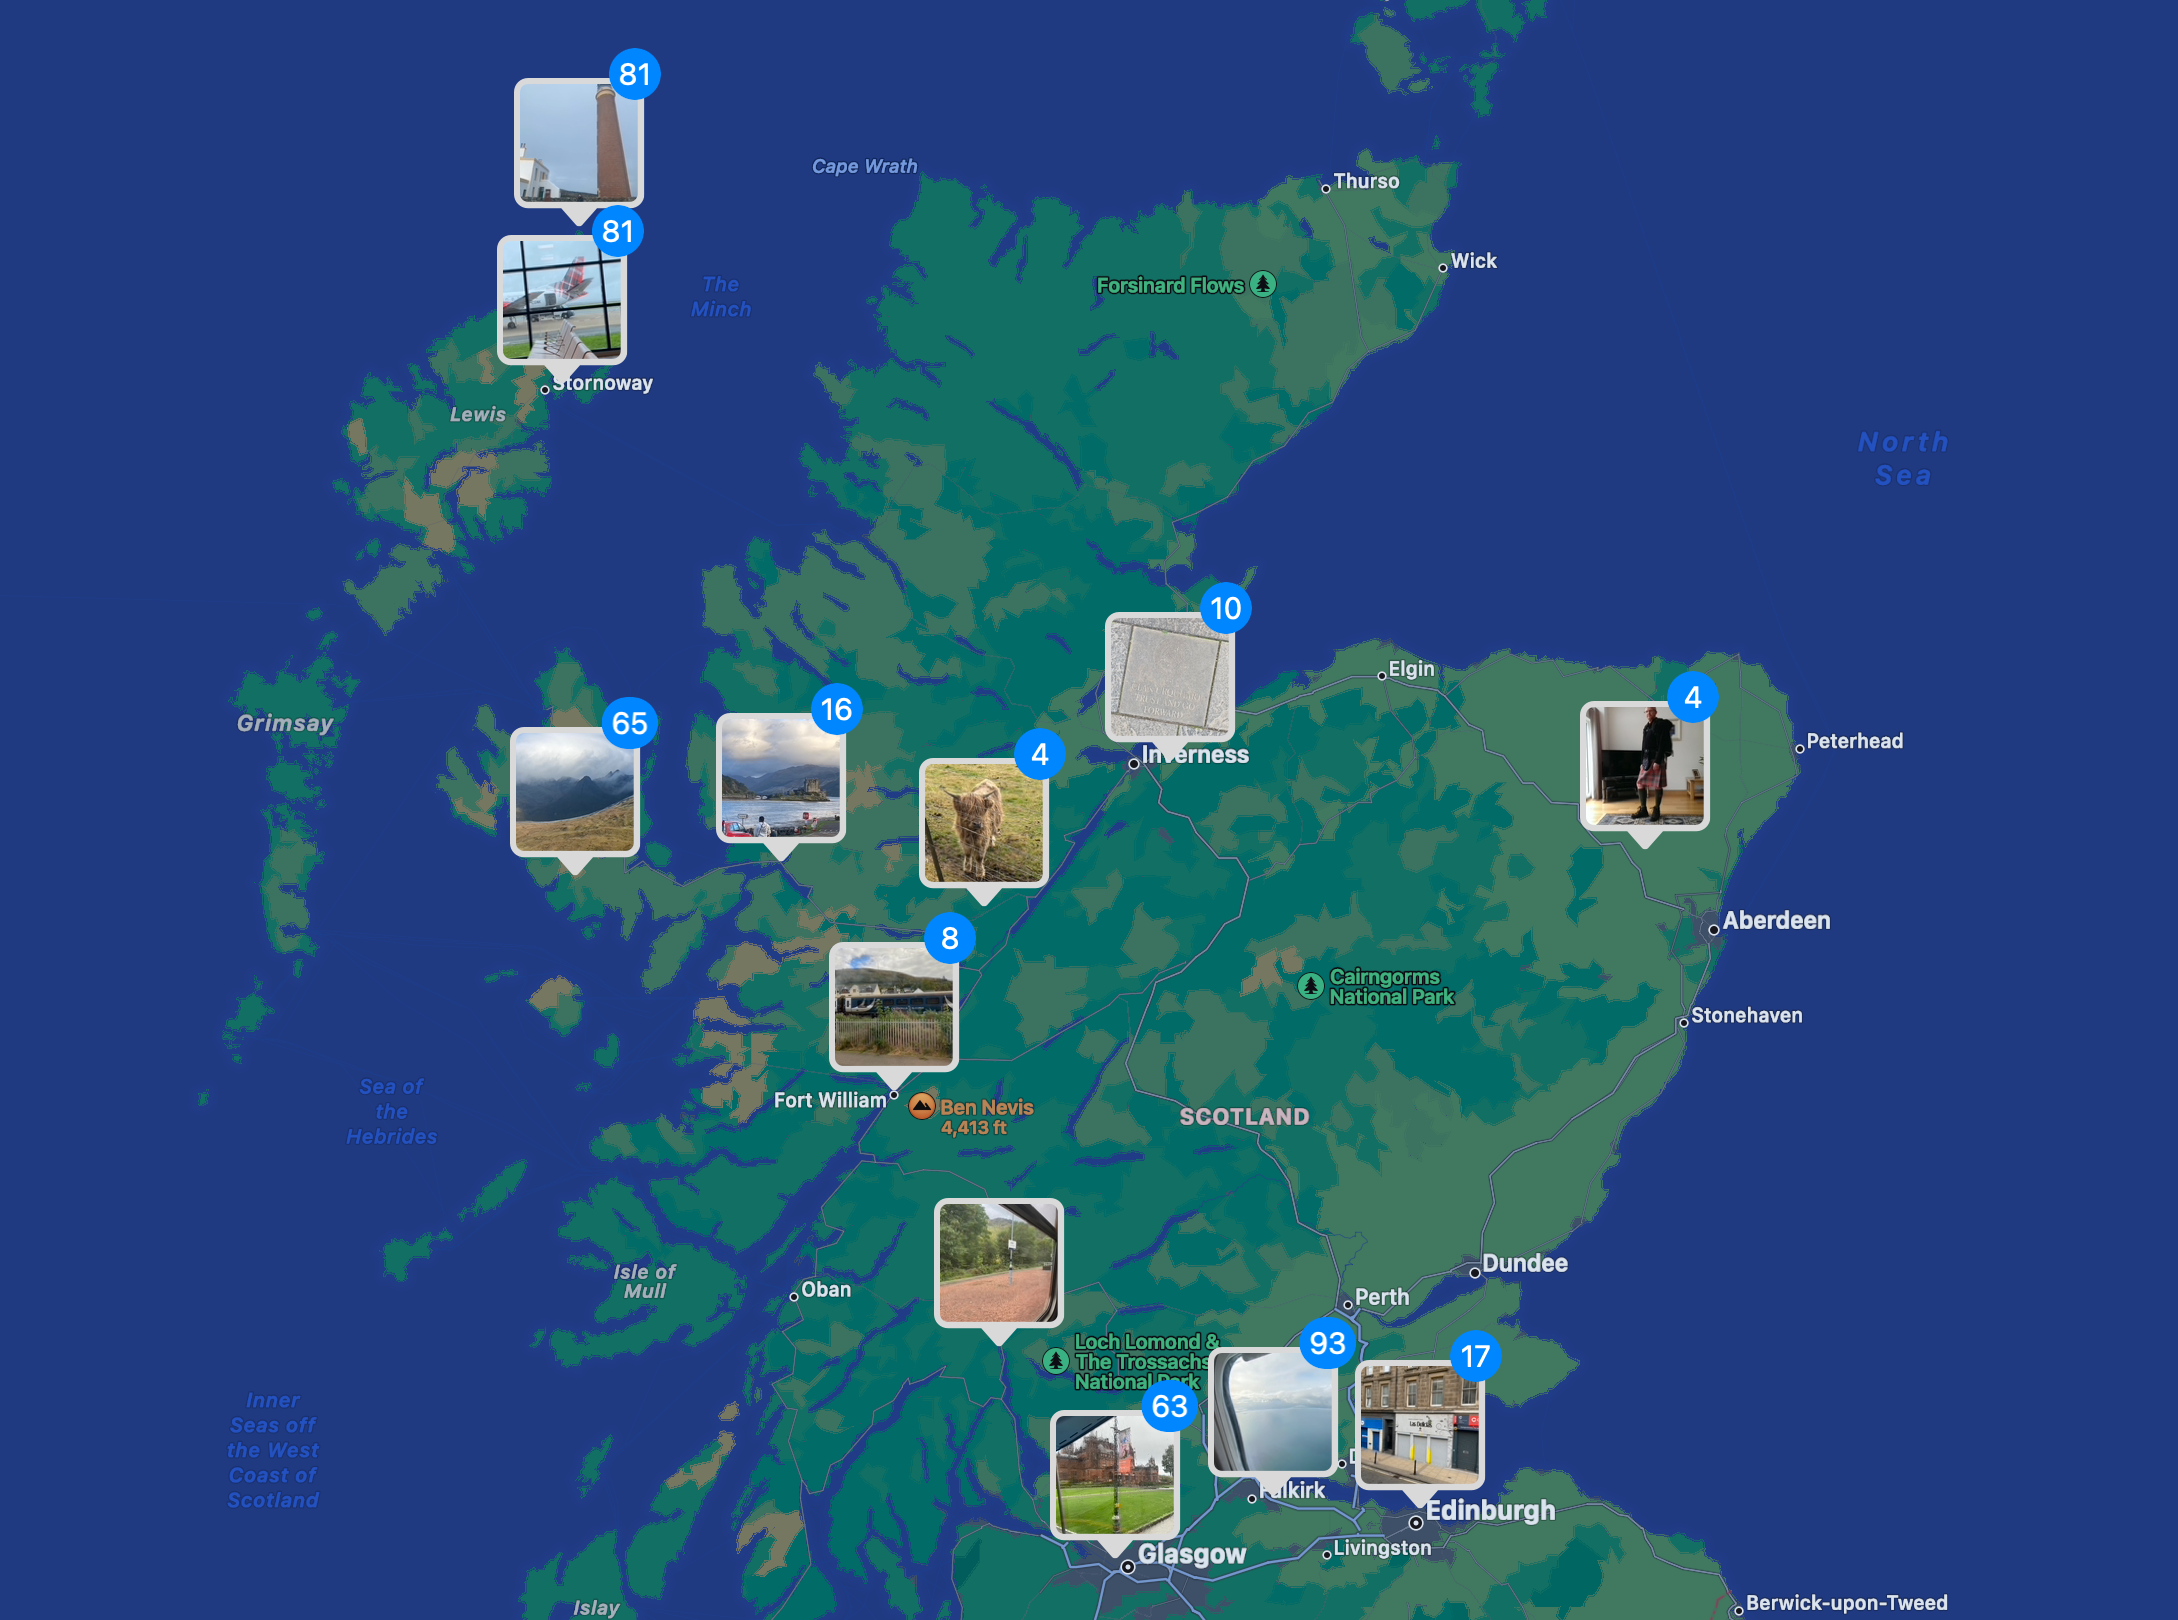 81
Cape Wrath
Thurso
81
Wick
The
Minch
Forsinard Flows
Stornoway
Lewis
North
Sea
10
Elgin
4
Grimsay
65
16
4
Peterhead
Inverness
8
Aberdeen
Cairngorms
National Park
Stonehaven
Sea of
the
Hebrides
Fort William
Ben Nevis
4,413 ft
SCOTLAND
Isle of
Mull
Oban
Dundee
Perth
Loch Lomond &
The Trossachs
National Park
93
17
63
Inner
Seas off
the West
Coast of
Scotland
Falkirk
Edinburgh
Glasgow
Livingston
Islay
Berwick-upon-Tweed